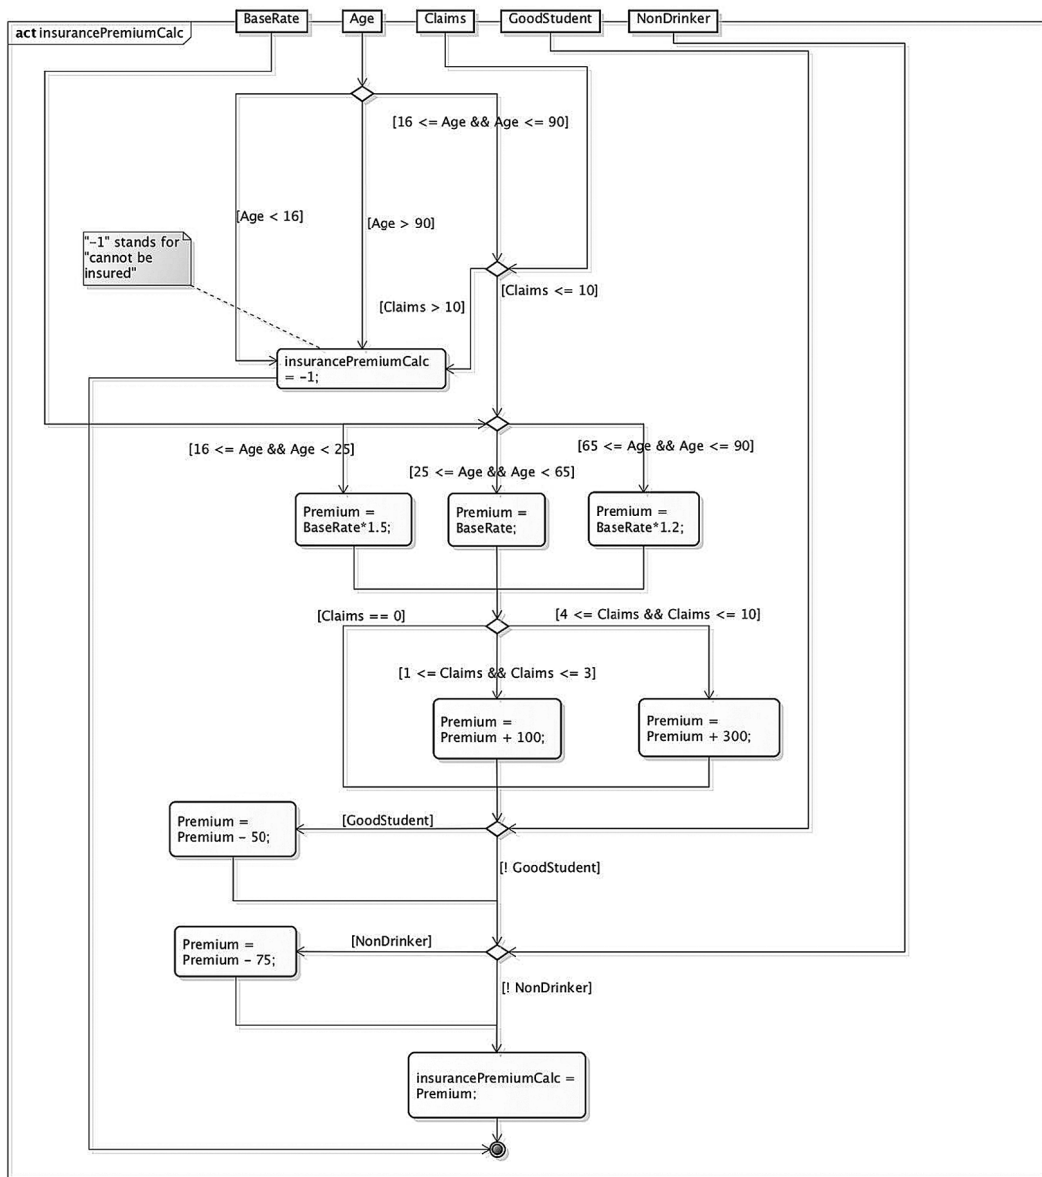 BaseRate
Age
Claims
GoodStudent
NonDrinker
act insurancePremiumCalc
[16 <= Age && Age <= 90]
[Age < 16]
[Age > 90]
"-1" stands for
"cannot be
insured"
[Claims <= 10]
[Claims > 10]
insurancePremiumCalc
= -1;
[16 <= Age && Age < 25]
[25 <= Age && Age < 65]
[65 <= Age && Age <= 90]
Premium =
BaseRate*1.5;
Premium =
BaseRate;
Premium =
BaseRate*1.2;
[Claims == 0]
[4 <= Claims && Claims <= 10]
[1 <= Claims && Claims <= 3]
Premium =
Premium + 100;
Premium =
Premium + 300;
Premium =
Premium - 50;
[GoodStudent]
[! GoodStudent]
Premium =
Premium - 75;
[NonDrinker]
[! NonDrinker]
insurancePremiumCalc =
Premium;